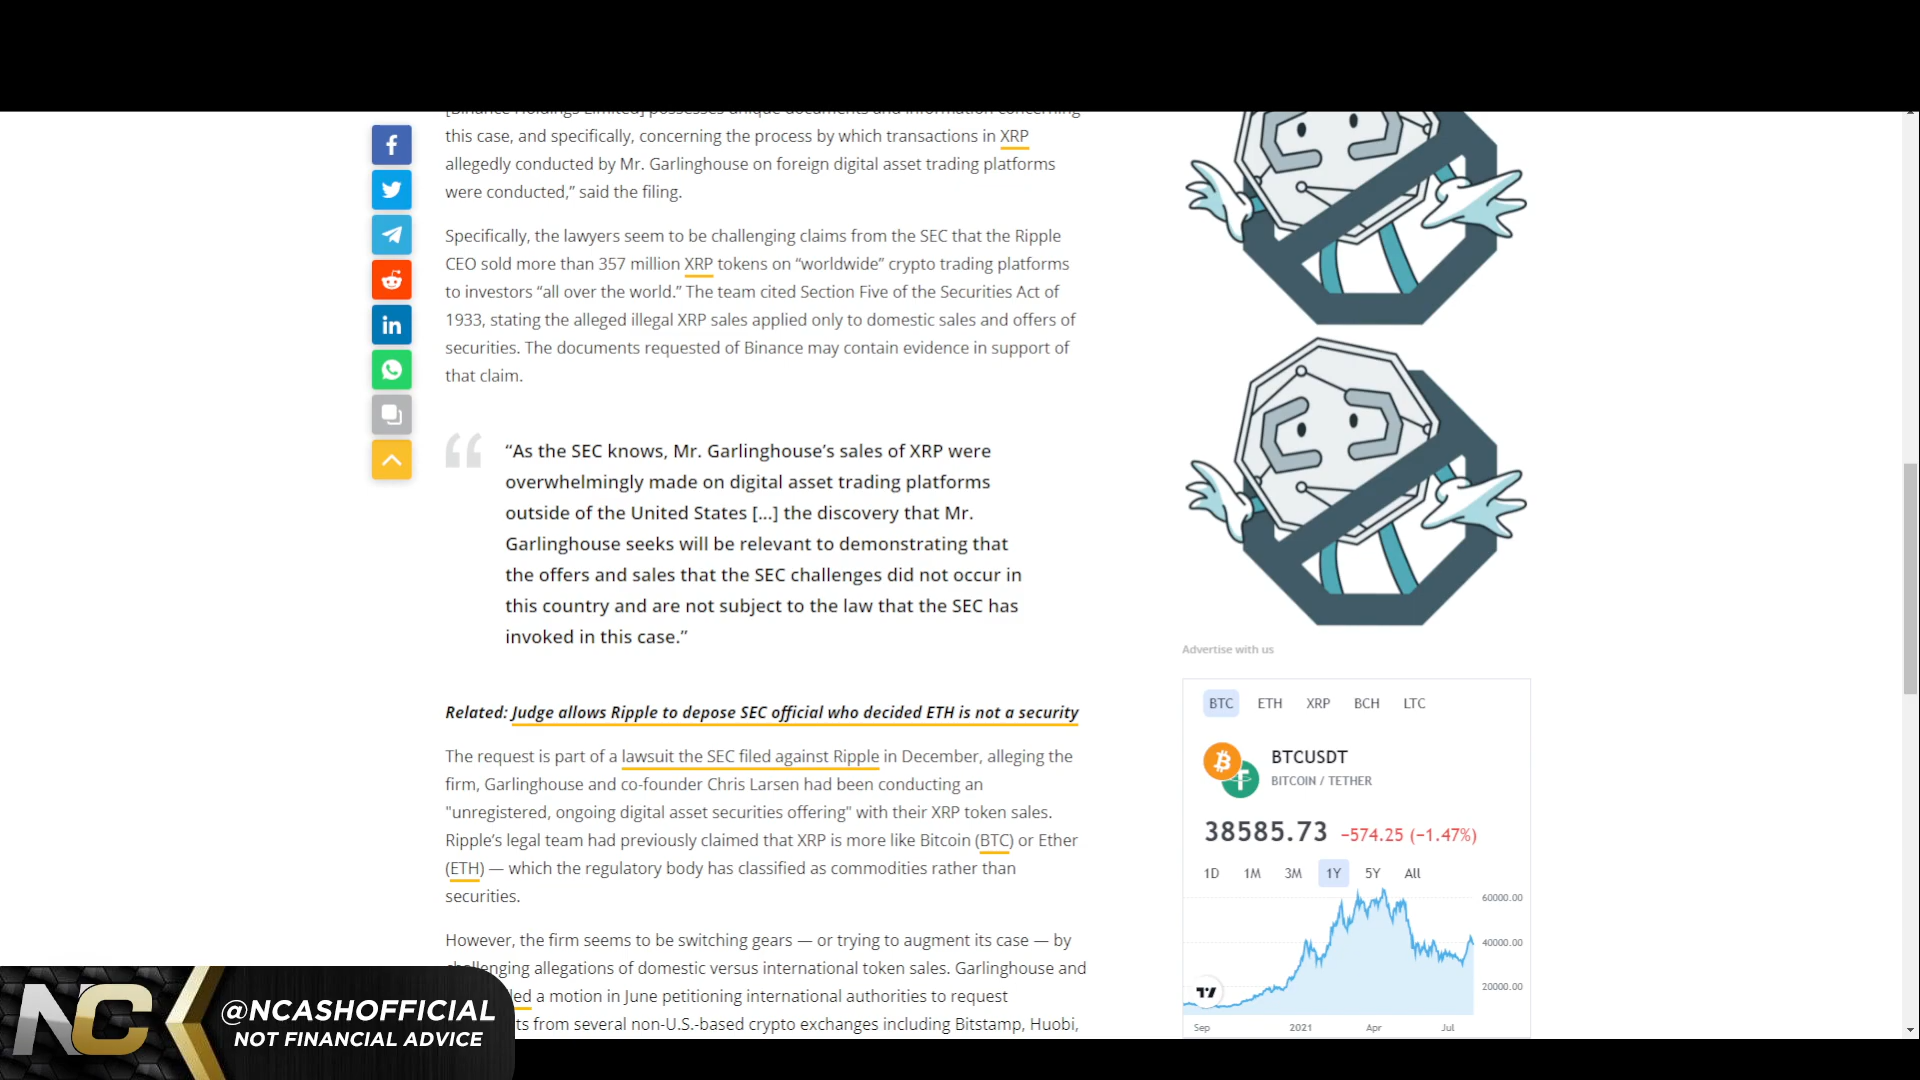 [Binance Holdings Limited] possesses unique documents and information concerning
this case, and specifically, concerning the process by which transactions in XRP
allegedly conducted by Mr. Garlinghouse on foreign digital asset trading platforms
were conducted,” said the filing.
Specifically, the lawyers seem to be challenging claims from the SEC that the Ripple
CEO sold more than 357 million XRP tokens on “worldwide” crypto trading platforms
to investors “all over the world.” The team cited Section Five of the Securities Act of
1933, stating the alleged illegal XRP sales applied only to domestic sales and offers of
securities. The documents requested of Binance may contain evidence in support of
that claim.
“As the SEC knows, Mr. Garlinghouse’s sales of XRP were
overwhelmingly made on digital asset trading platforms
outside of the United States [...] the discovery that Mr.
Garlinghouse seeks will be relevant to demonstrating that
the offers and sales that the SEC challenges did not occur in
this country and are not subject to the law that the SEC has
invoked in this case.”
Related: Judge allows Ripple to depose SEC official who decided ETH is not a security
The request is part of a lawsuit the SEC filed against Ripple in December, alleging the
firm, Garlinghouse and co-founder Chris Larsen had been conducting an
"unregistered, ongoing digital asset securities offering" with their XRP token sales.
Ripple’s legal team had previously claimed that XRP is more like Bitcoin (BTC) or Ether
(ETH) — which the regulatory body has classified as commodities rather than
securities.
However, the firm seems to be switching gears — or trying to augment its case — by
challenging allegations of domestic versus international token sales. Garlinghouse and
ed a motion in June petitioning international authorities to request
ts from several non-U.S.-based crypto exchanges including Bitstamp, Huobi,
Advertise with us
BTC ETH XRP BCH LTC
BTCUSDT
BITCOIN / TETHER
38585.73 −574.25 (−1.47%)
1D 1M 3M 1Y 5Y All
60000.00
40000.00
20000.00
Sep 2021 Apr Jul
NC
@NCASHOFFICIAL
NOT FINANCIAL ADVICE